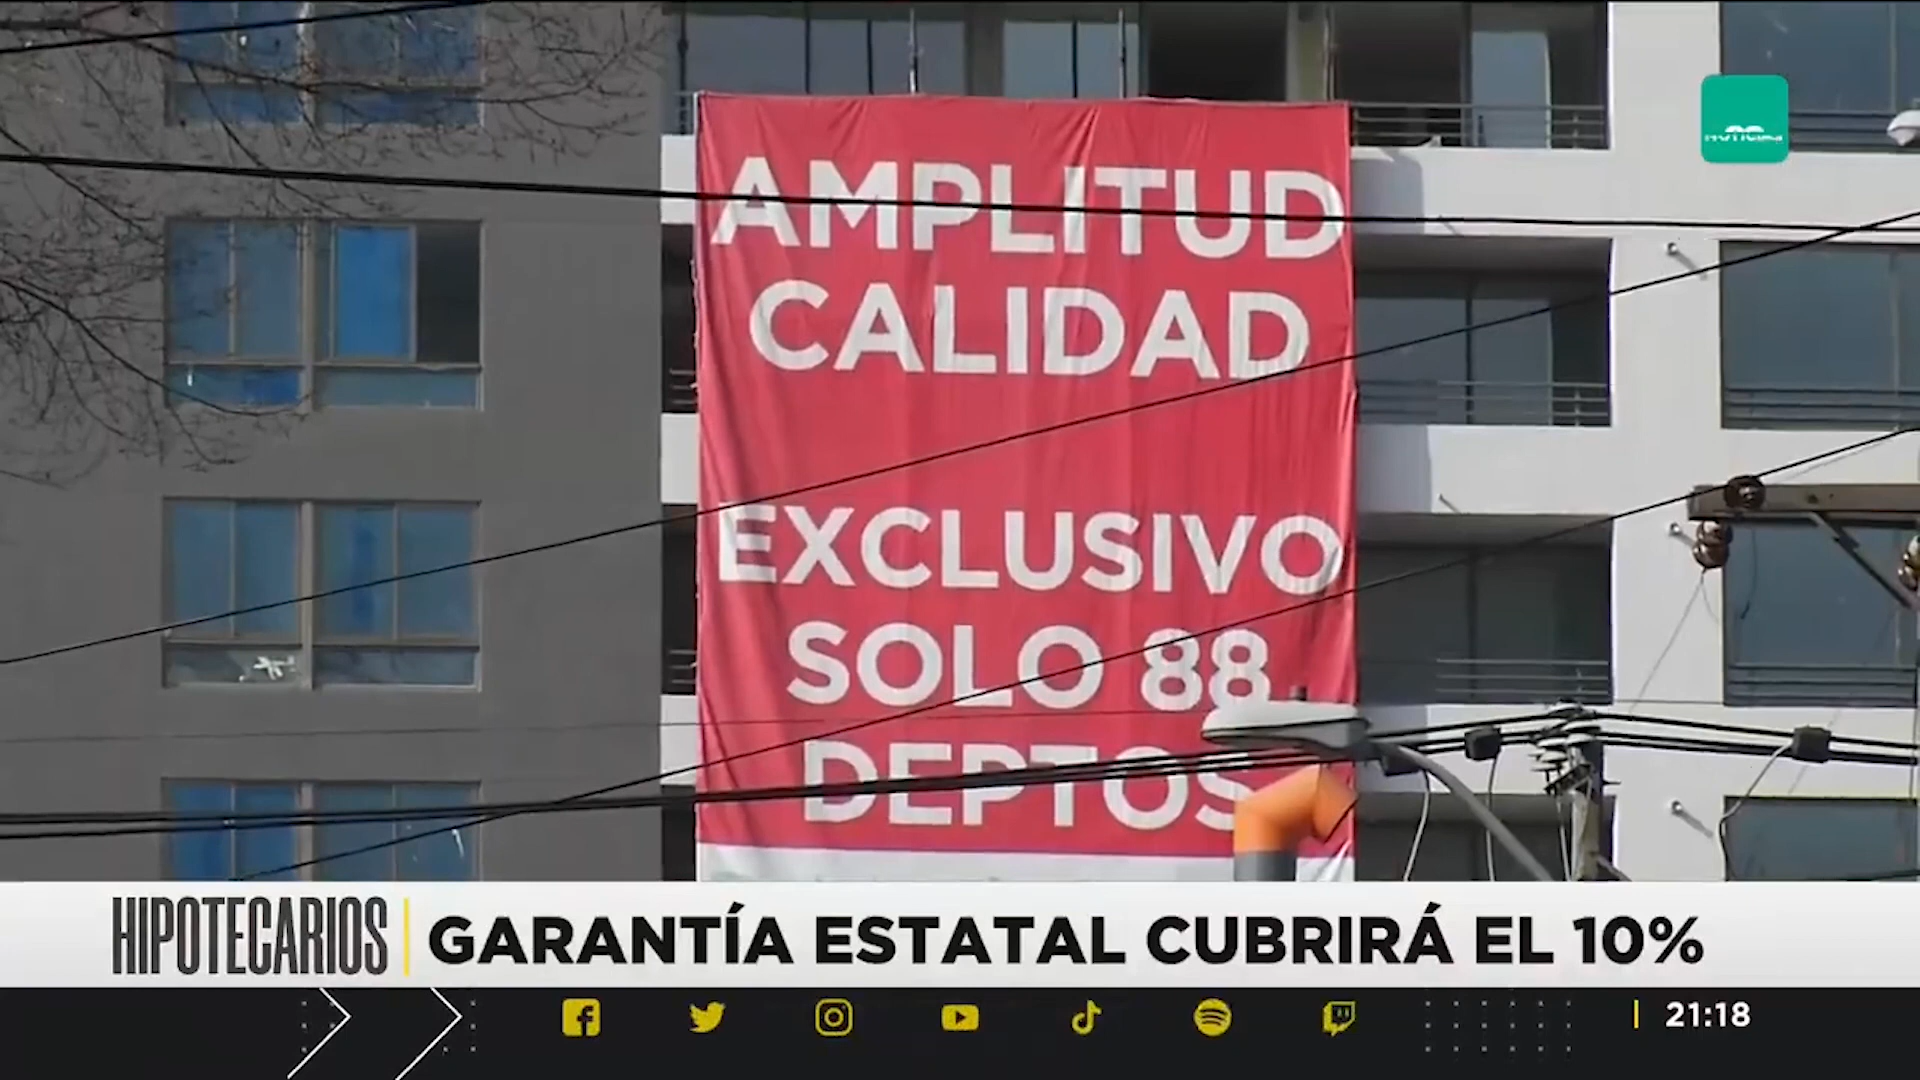 AMPLITUD
CALIDAD
EXCLUSIVO
SOLO 88
DEPTOS
HIPOTECARIOS
GARANTÍA ESTATAL CUBRIRÁ EL 10%
21:18